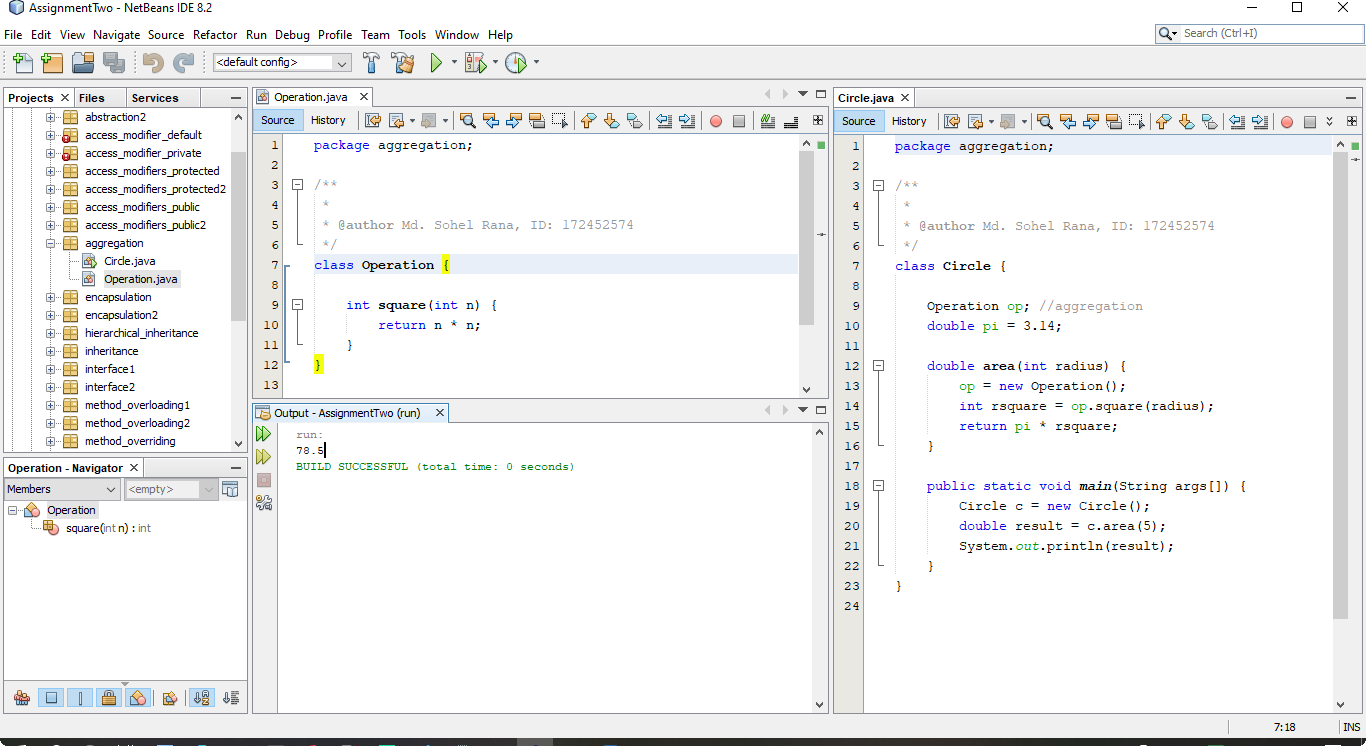 AssignmentTwo - NetBeans IDE 8.2
File Edit View Navigate Source Refactor Run Debug Profile Team Tools Window Help
Search (Ctrl+I)
<default config>
Projects Files Services
abstraction2
access_modifier_default
access_modifier_private
access_modifiers_protected
access_modifiers_protected2
access_modifiers_public
access_modifiers_public2
aggregation
Circle.java
Operation.java
encapsulation
encapsulation2
hierarchical_inheritance
inheritance
interface1
interface2
method_overloading1
method_overloading2
method_overriding
Operation - Navigator
Members <empty>
Operation
square(int n) : int
Operation.java
Source History
1 package aggregation;
2
3 /**
4 *
5 * @author Md. Sohel Rana, ID: 172452574
6 */
7 class Operation {
8
9 int square(int n) {
10 return n * n;
11 }
12 }
13
Output - AssignmentTwo (run)
run:
78.5
BUILD SUCCESSFUL (total time: 0 seconds)
Circle.java
Source History
1 package aggregation;
2
3 /**
4 *
5 * @author Md. Sohel Rana, ID: 172452574
6 */
7 class Circle {
8
9 Operation op; //aggregation
10 double pi = 3.14;
11
12 double area(int radius) {
13 op = new Operation();
14 int rsquare = op.square(radius);
15 return pi * rsquare;
16 }
17
18 public static void main(String args[]) {
19 Circle c = new Circle();
20 double result = c.area(5);
21 System.out.println(result);
22 }
23 }
24
7:18 INS